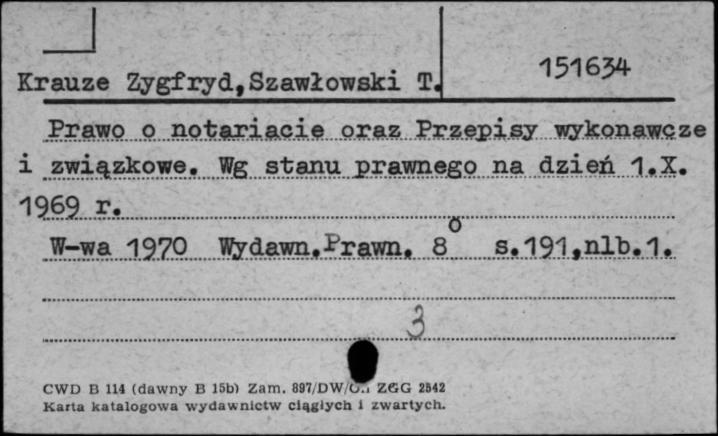 151634
Krauze Zygfryd,Szawłowski T.
Prawo o notariacie oraz Przepisy wykonawcze
i związkowe. Wg stanu prawnego na dzień 1.X.
1969 r.
W-wa 1970 Wydawn.Prawn. 8° s.191,nlb.1.
3
CWD B 114 (dawny B 15b) Zam. 897/DW/ ZGG 2542
Karta katalogowa wydawnictw ciągłych i zwartych.